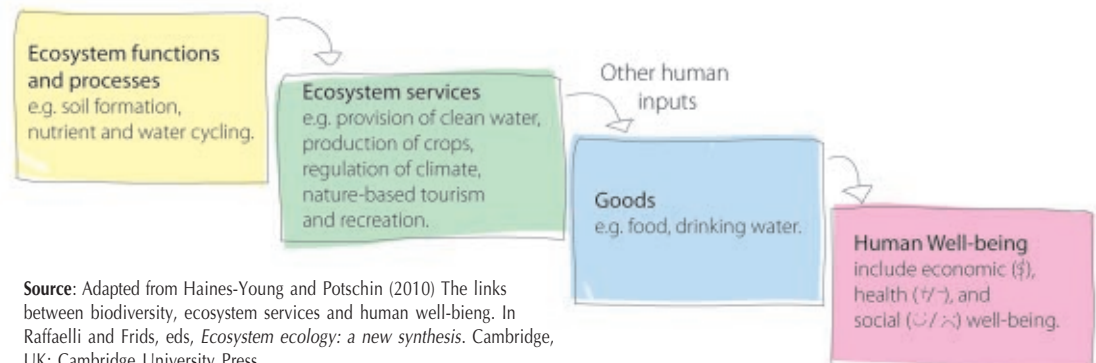 Ecosystem functions
and processes
e.g. soil formation,
nutrient and water cycling.
Ecosystem services
e.g. provision of clean water,
production of crops,
regulation of climate,
nature-based tourism
and recreation.
Other human
inputs
Goods
e.g. food, drinking water.
Human Well-being
include economic ($),
health (+/-), and
social (☺/☹) well-being.
Source: Adapted from Haines-Young and Potschin (2010) The links
between biodiversity, ecosystem services and human well-bieng. In
Raffaelli and Frids, eds, Ecosystem ecology: a new synthesis. Cambridge,
UK: Cambridge University Press.